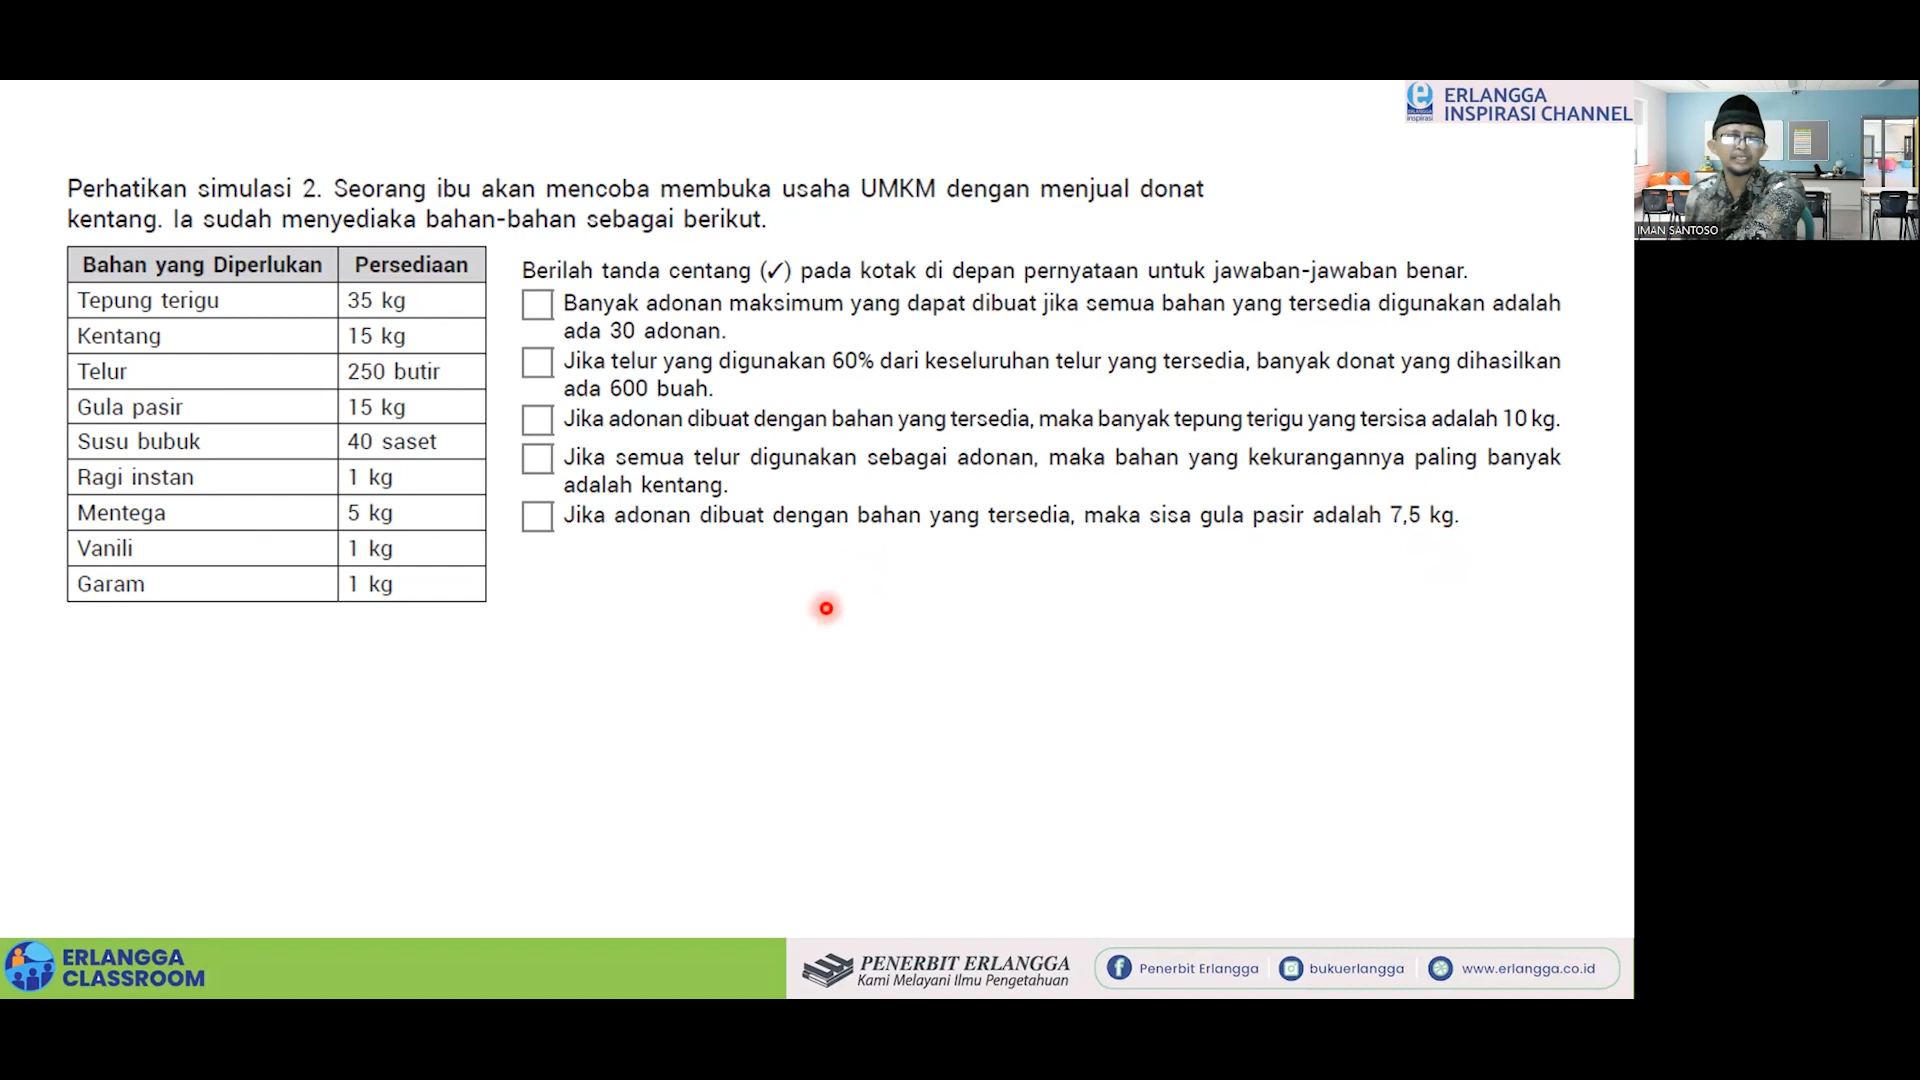 ERLANGGA
INSPIRASI CHANNEL
inspirasi
IMAN SANTOSO
Perhatikan simulasi 2. Seorang ibu akan mencoba membuka usaha UMKM dengan menjual donat
kentang. Ia sudah menyediaka bahan-bahan sebagai berikut.
Bahan yang Diperlukan Persediaan
Tepung terigu 35 kg
Kentang 15 kg
Telur 250 butir
Gula pasir 15 kg
Susu bubuk 40 saset
Ragi instan 1 kg
Mentega 5 kg
Vanili 1 kg
Garam 1 kg
Berilah tanda centang (✓) pada kotak di depan pernyataan untuk jawaban-jawaban benar.
Banyak adonan maksimum yang dapat dibuat jika semua bahan yang tersedia digunakan adalah
ada 30 adonan.
Jika telur yang digunakan 60% dari keseluruhan telur yang tersedia, banyak donat yang dihasilkan
ada 600 buah.
Jika adonan dibuat dengan bahan yang tersedia, maka banyak tepung terigu yang tersisa adalah 10 kg.
Jika semua telur digunakan sebagai adonan, maka bahan yang kekurangannya paling banyak
adalah kentang.
Jika adonan dibuat dengan bahan yang tersedia, maka sisa gula pasir adalah 7,5 kg.
ERLANGGA
CLASSROOM
PENERBIT ERLANGGA
Kami Melayani Ilmu Pengetahuan
Penerbit Erlangga
bukuerlangga
www.erlangga.co.id